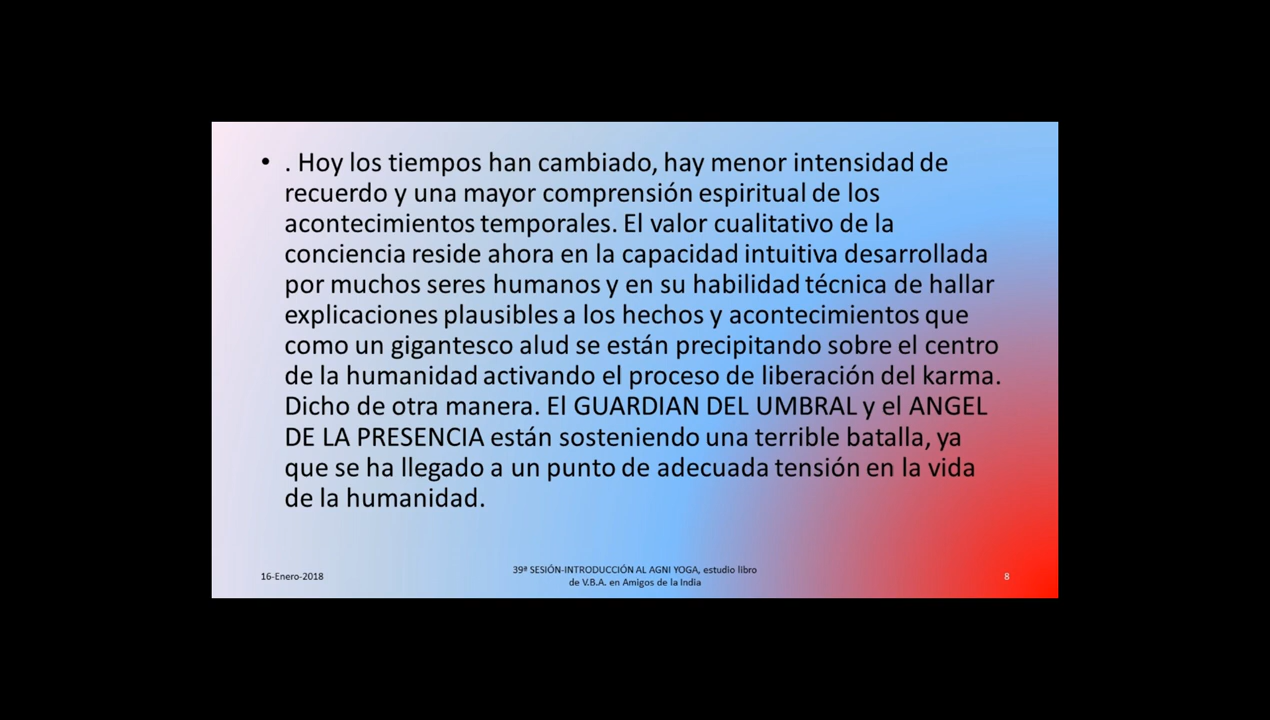 • . Hoy los tiempos han cambiado, hay menor intensidad de
recuerdo y una mayor comprensión espiritual de los
acontecimientos temporales. El valor cualitativo de la
conciencia reside ahora en la capacidad intuitiva desarrollada
por muchos seres humanos y en su habilidad técnica de hallar
explicaciones plausibles a los hechos y acontecimientos que
como un gigantesco alud se están precipitando sobre el centro
de la humanidad activando el proceso de liberación del karma.
Dicho de otra manera. El GUARDIAN DEL UMBRAL y el ANGEL
DE LA PRESENCIA están sosteniendo una terrible batalla, ya
que se ha llegado a un punto de adecuada tensión en la vida
de la humanidad.
16-Enero-2018
39ª SESIÓN-INTRODUCCIÓN AL AGNI YOGA, estudio libro
de V.B.A. en Amigos de la India
8